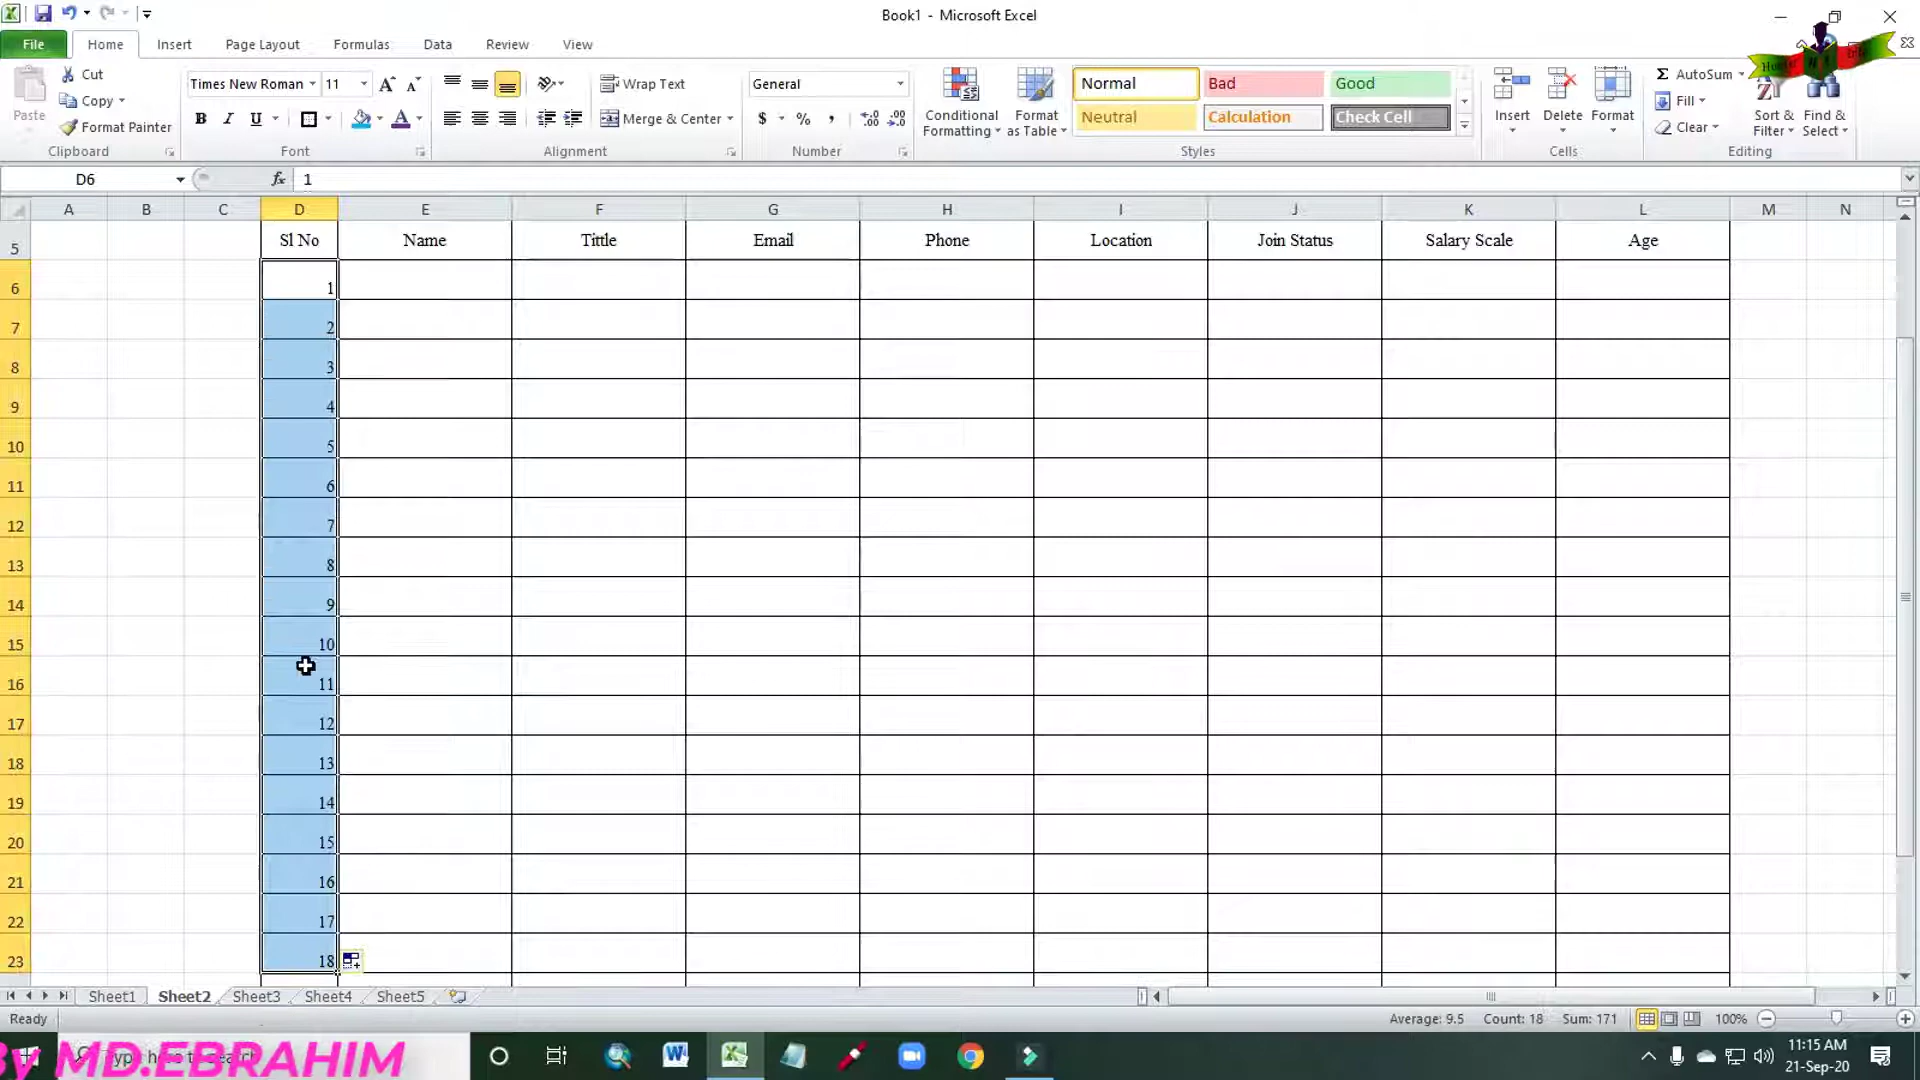 Book1 - Microsoft Excel
File Home Insert Page Layout Formulas Data Review View
Paste Cut Copy Format Painter
Times New Roman 11
B I U
Wrap Text
Merge & Center
General
$ % ,
Conditional Formatting
Format as Table
Normal Bad Good
Neutral Calculation Check Cell
Insert Delete Format
Σ AutoSum
Fill
Clear
Sort & Filter
Find & Select
Clipboard Font Alignment Number Styles Cells Editing
D6 fx 1
A B C D E F G H I J K L M N
5 Sl No Name Tittle Email Phone Location Join Status Salary Scale Age
6 1
7 2
8 3
9 4
10 5
11 6
12 7
13 8
14 9
15 10
16 11
17 12
18 13
19 14
20 15
21 16
22 17
23 18
Sheet1 Sheet2 Sheet3 Sheet4 Sheet5
Ready Average: 9.5 Count: 18 Sum: 171 100%
By MD.EBRAHIM
11:15 AM
21-Sep-20